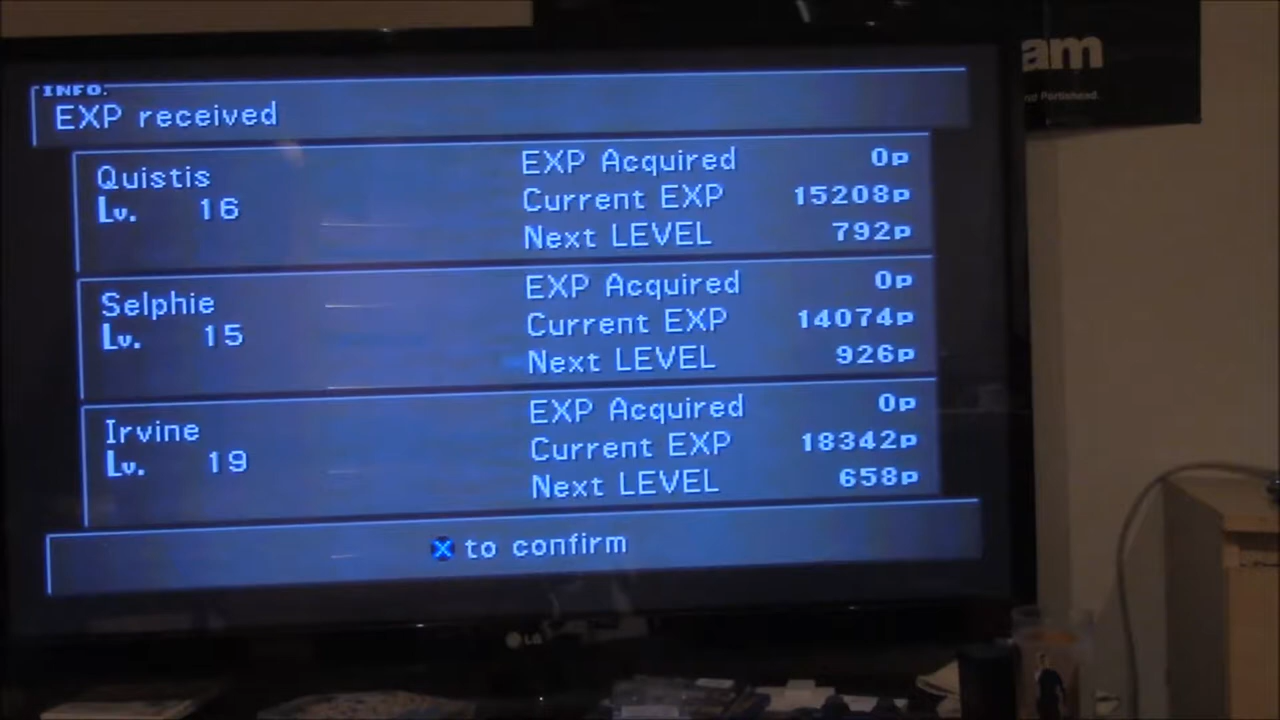 INFO.
EXP received
Quistis
Lv. 16
EXP Acquired 0p
Current EXP 15208p
Next LEVEL 792p
Selphie
Lv. 15
EXP Acquired 0p
Current EXP 14074p
Next LEVEL 926p
Irvine
Lv. 19
EXP Acquired 0p
Current EXP 18342p
Next LEVEL 658p
X to confirm
LG
am
Portishead.